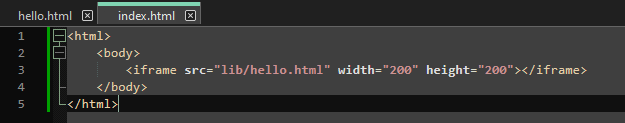 hello.html index.html
1 <html>
2 <body>
3 <iframe src="lib/hello.html" width="200" height="200"></iframe>
4 </body>
5 </html>